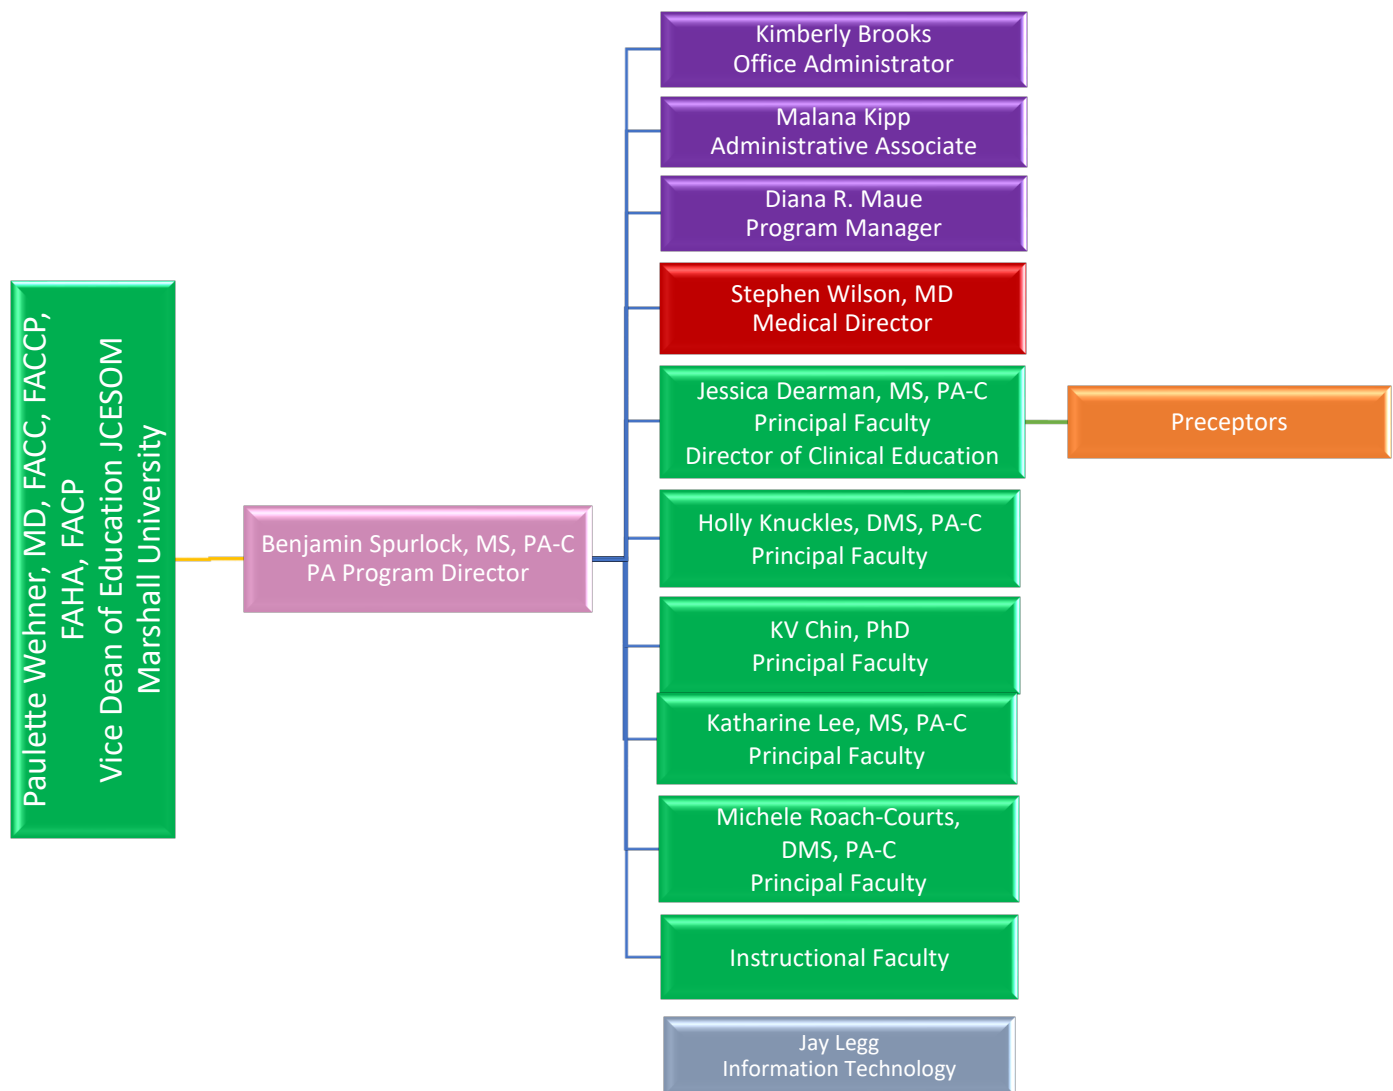 Paulette Wehner, MD, FACC, FACCP,
FAHA, FACP
Vice Dean of Education JCESOM
Marshall University
Benjamin Spurlock, MS, PA-C
PA Program Director
Kimberly Brooks
Office Administrator
Malana Kipp
Administrative Associate
Diana R. Maue
Program Manager
Stephen Wilson, MD
Medical Director
Jessica Dearman, MS, PA-C
Principal Faculty
Director of Clinical Education
Preceptors
Holly Knuckles, DMS, PA-C
Principal Faculty
KV Chin, PhD
Principal Faculty
Katharine Lee, MS, PA-C
Principal Faculty
Michele Roach-Courts,
DMS, PA-C
Principal Faculty
Instructional Faculty
Jay Legg
Information Technology